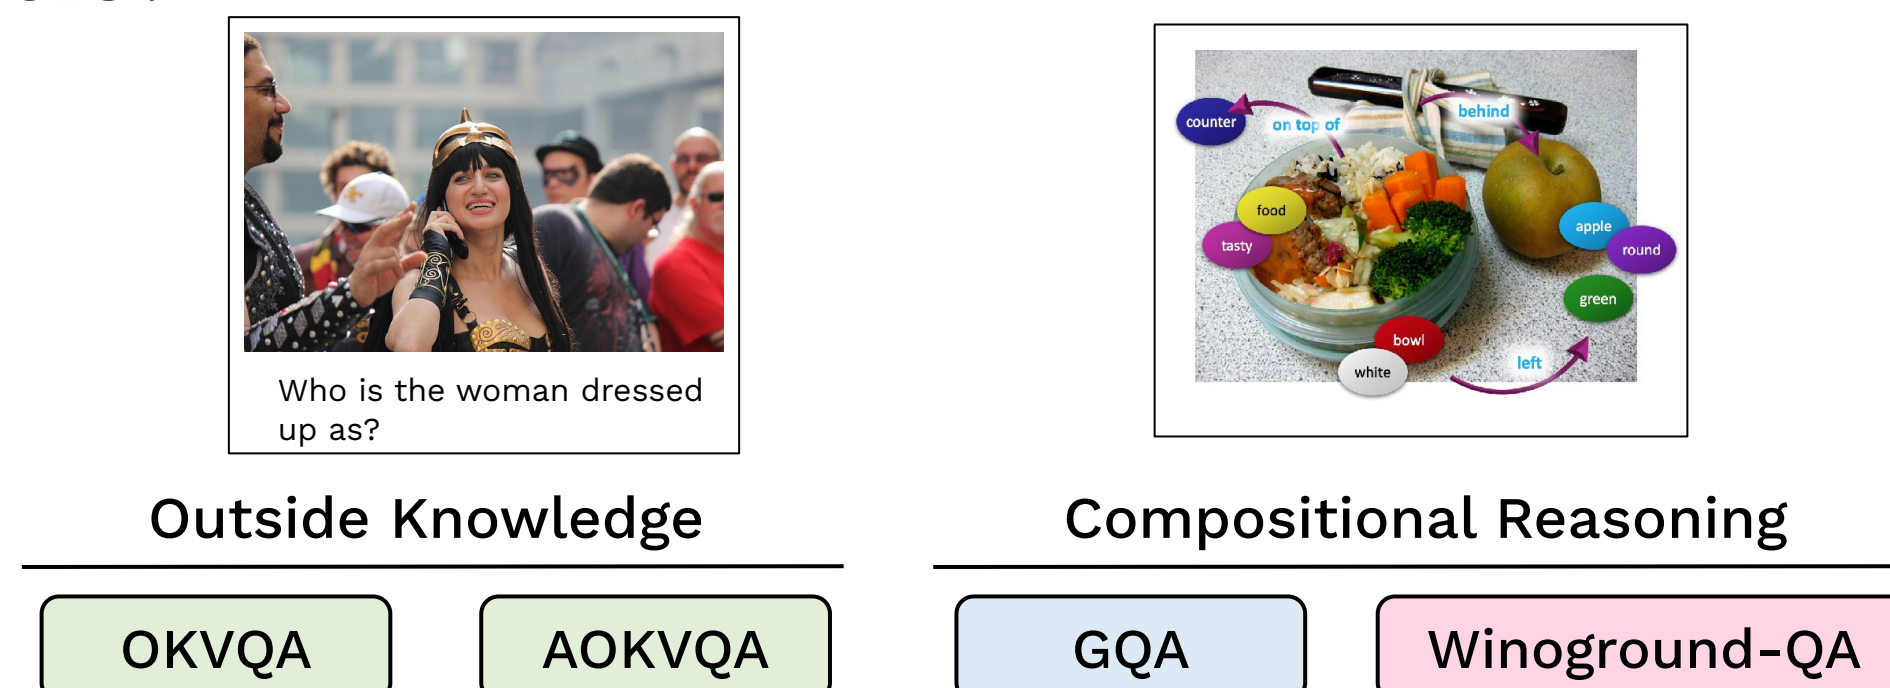 Who is the woman dressed
up as?
counter
on top of
behind
food
tasty
apple
round
green
bowl
white
left
Outside Knowledge
Compositional Reasoning
OKVQA
AOKVQA
GQA
Winoground-QA